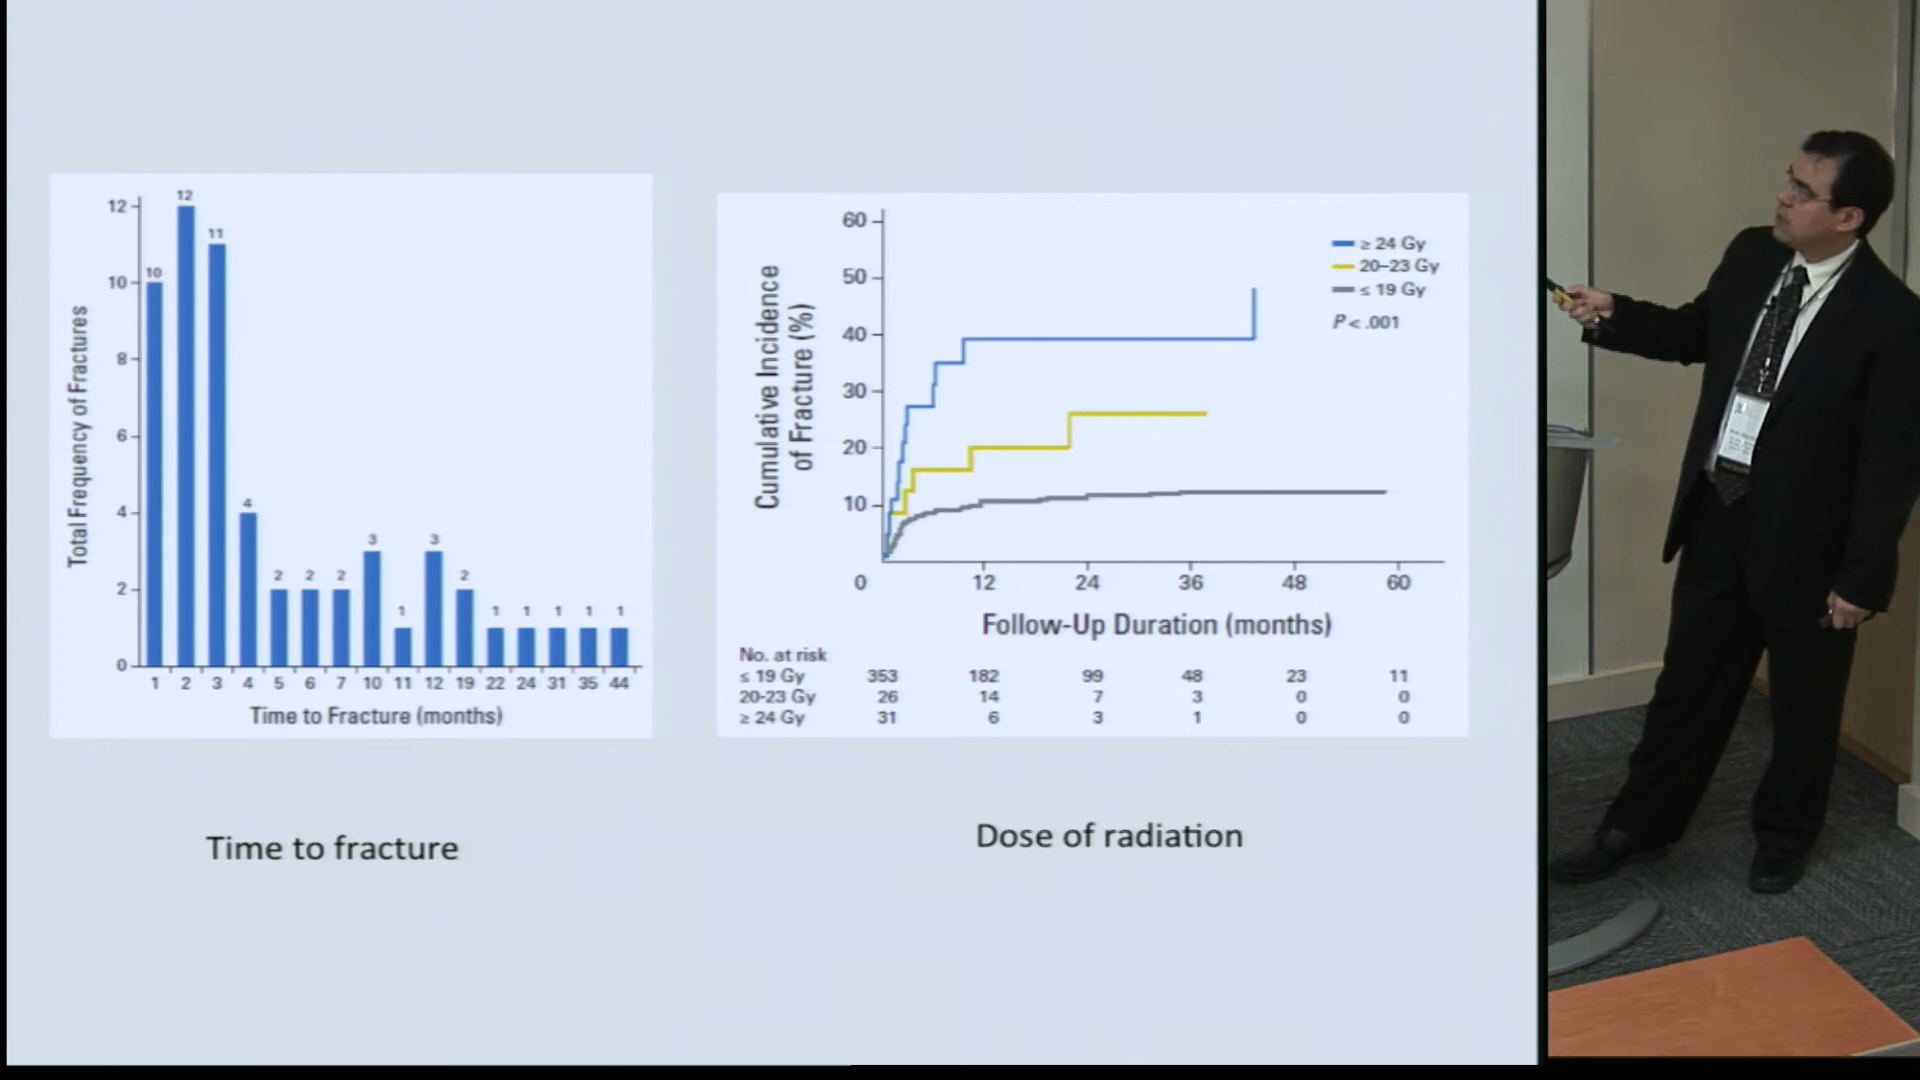 12
10
8
6
4
2
0
Total Frequency of Fractures
10
12
11
4
2
2
2
3
1
3
2
1
1
1
1
1
1 2 3 4 5 6 7 10 11 12 19 22 24 31 35 44
Time to Fracture (months)
Time to fracture
60
50
40
30
20
10
0
Cumulative Incidence
of Fracture (%)
≥ 24 Gy
20–23 Gy
≤ 19 Gy
P < .001
12 24 36 48 60
Follow-Up Duration (months)
No. at risk
≤ 19 Gy 353 182 99 48 23 11
20-23 Gy 26 14 7 3 0 0
≥ 24 Gy 31 6 3 1 0 0
Dose of radiation